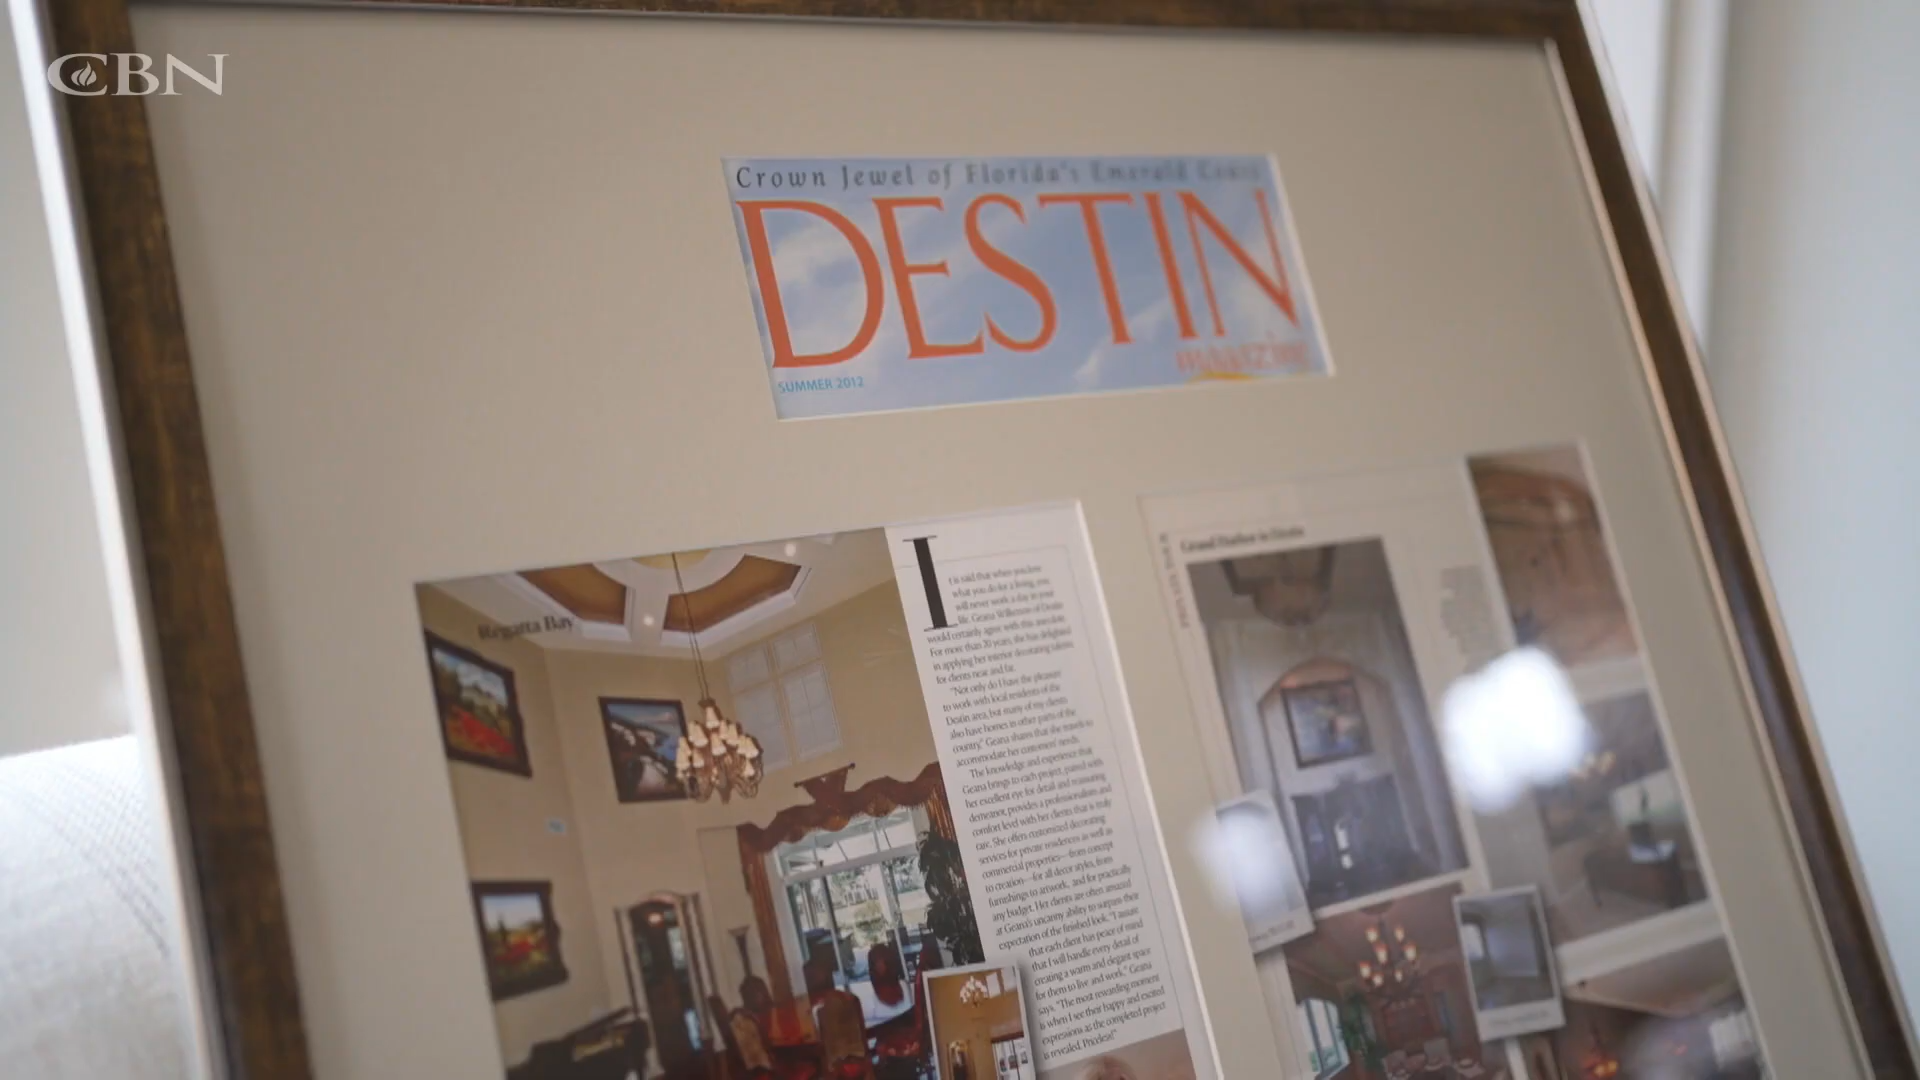 CBN
Crown Jewel of Florida's Emerald Coast
DESTIN
magazine
SUMMER 2012
Regatta Bay
It is said that when you love
what you do for a living, you
will never work a day in your
life. Geana Wilkerson of Destin
would certainly agree with this anecdote.
For more than 20 years, she has delighted
in applying her interior decorating talents
for clients near and far.
"Not only do I have the pleasure
to work with local residents of the
Destin area, but many of my clients
also have homes in other parts of the
country," Geana shares that she travels to
accommodate her customers' needs.
The knowledge and experience that
Geana brings to each project, paired with
her excellent eye for detail and reassuring
demeanor, provides a professionalism and
comfort level with her clients that is truly
rare. She offers customized decorating
services for private residences as well as
commercial properties—from concept
to creation—for all decor styles, from
furnishings to artwork, and for practically
any budget. Her clients are often amazed
at Geana's uncanny ability to surpass their
expectation of the finished look. "I assure
that each client has peace of mind
that I will handle every detail of
creating a warm and elegant space
for them to live and work," Geana
says. "The most rewarding moment
is when I see their happy and excited
expressions as the completed project
is revealed. Priceless!"
Grand Harbor in Destin